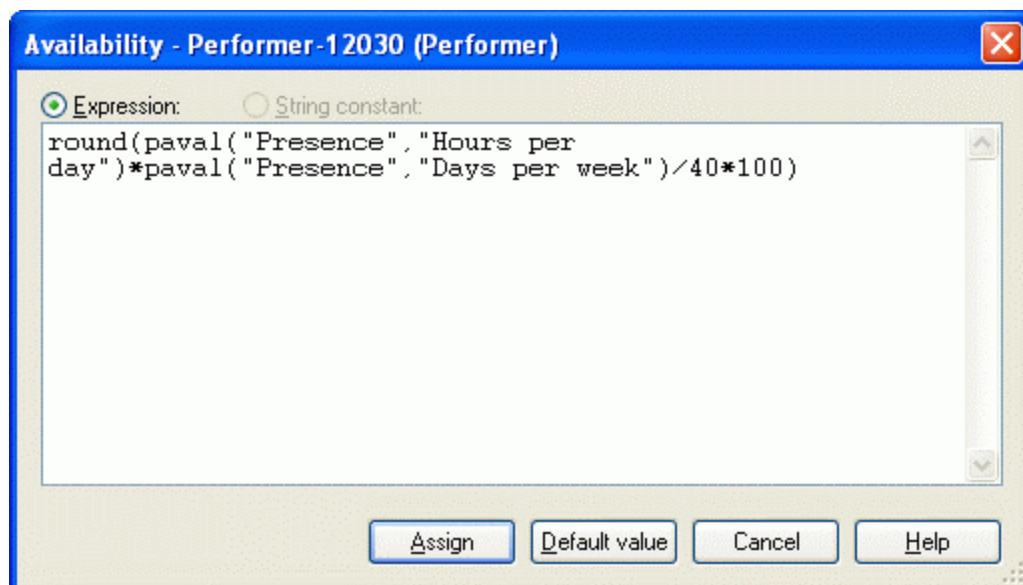 Availability - Performer-12030 (Performer)
Expression: String constant:
round(paval("Presence","Hours per
day")*paval("Presence","Days per week")/40*100)
Assign Default value Cancel Help